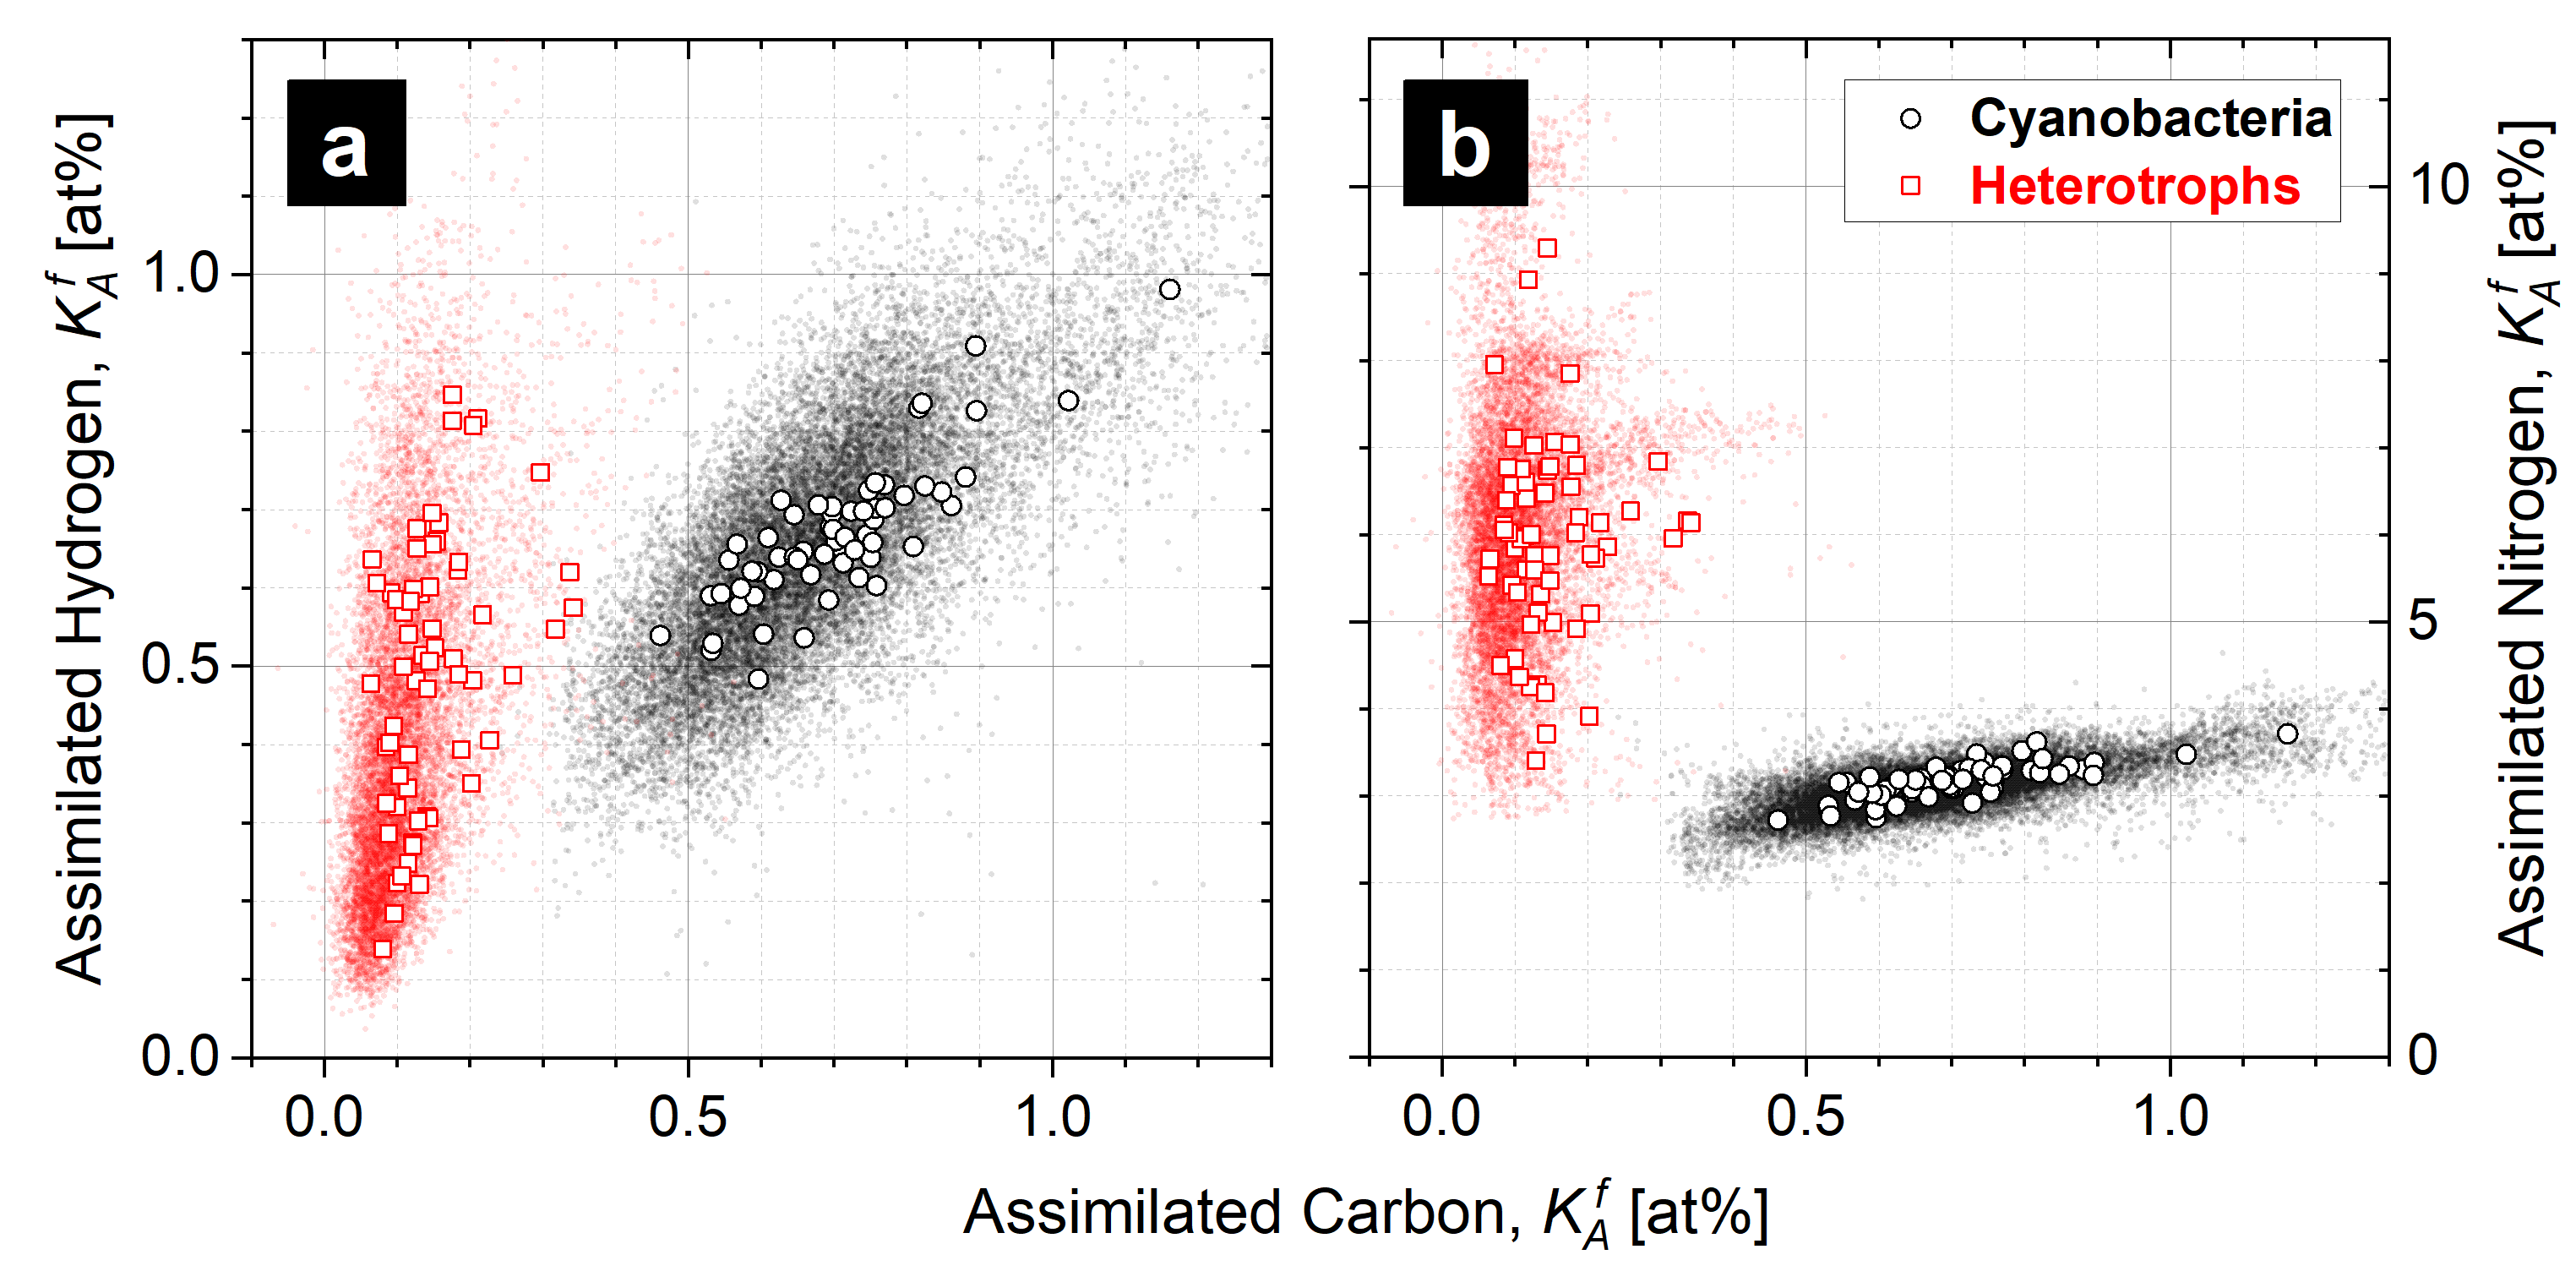 a
b
Cyanobacteria
Heterotrophs
Assimilated Hydrogen, K_A^f [at%]
1.0
0.5
0.0
10
5
0
Assimilated Nitrogen, K_A^f [at%]
0.0 0.5 1.0
0.0 0.5 1.0
Assimilated Carbon, K_A^f [at%]